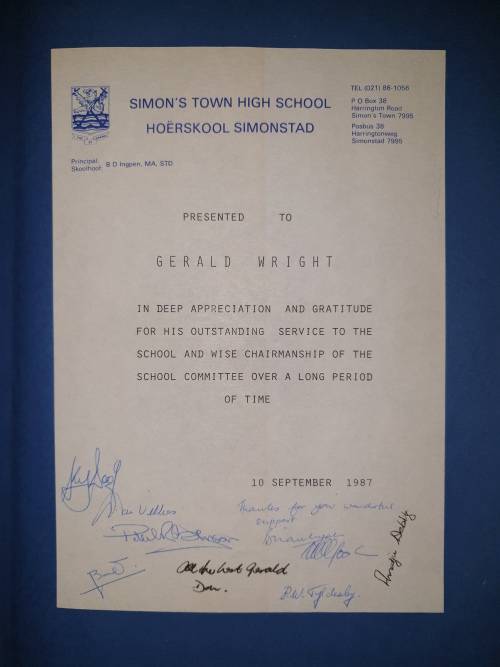 SIMON'S TOWN HIGH SCHOOL
HOËRSKOOL SIMONSTAD
TEL (021) 86-1056
P O Box 38
Harrington Road
Simon's Town 7995
Posbus 38
Harringtonweg
Simonstad 7995
Principal
Skoolhoof: B D Ingpen, MA, STD
PRESENTED TO
GERALD WRIGHT
IN DEEP APPRECIATION AND GRATITUDE
FOR HIS OUTSTANDING SERVICE TO THE
SCHOOL AND WISE CHAIRMANSHIP OF THE
SCHOOL COMMITTEE OVER A LONG PERIOD
OF TIME
10 SEPTEMBER 1987
Thanks for your wonderful
support
All the best Gerald
Don.
R.W. Tyldesley.